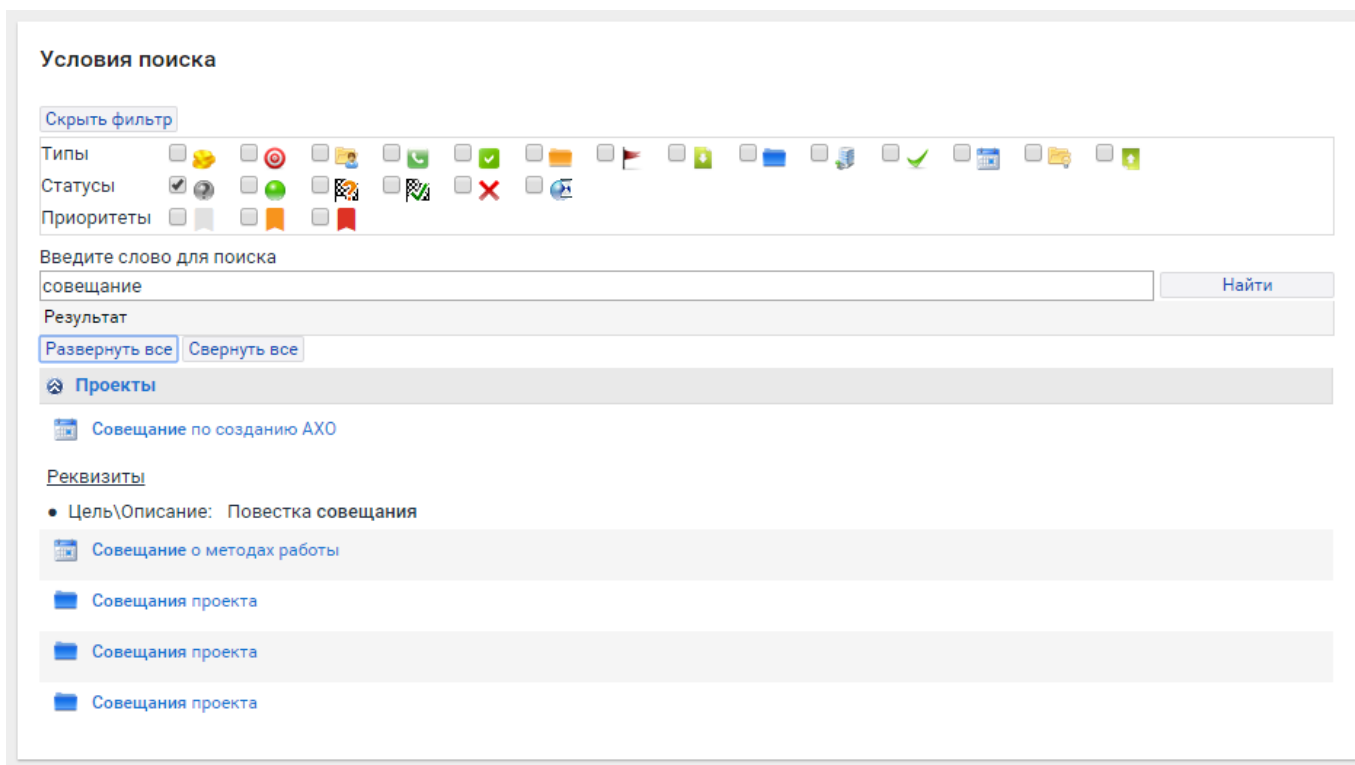 Условия поиска
Скрыть фильтр
Типы
Статусы
Приоритеты
Введите слово для поиска
совещание Найти
Результат
Развернуть все Свернуть все
Проекты
Совещание по созданию АХО
Реквизиты
• Цель\Описание: Повестка совещания
Совещание о методах работы
Совещания проекта
Совещания проекта
Совещания проекта